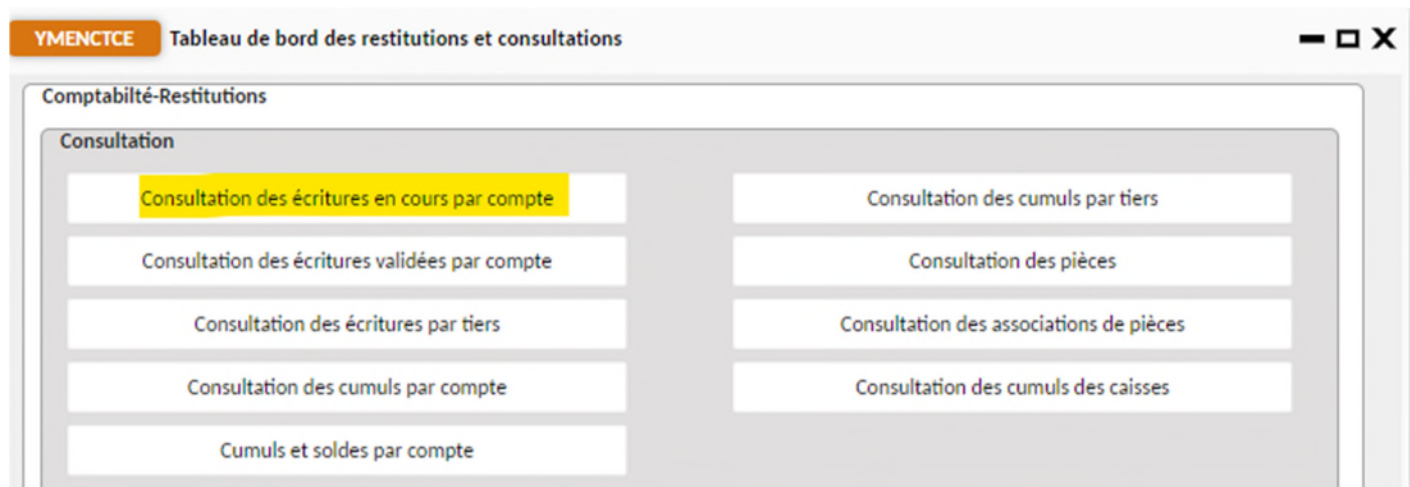 YMENCTCE Tableau de bord des restitutions et consultations
Comptabilté-Restitutions
Consultation
Consultation des écritures en cours par compte
Consultation des cumuls par tiers
Consultation des écritures validées par compte
Consultation des pièces
Consultation des écritures par tiers
Consultation des associations de pièces
Consultation des cumuls par compte
Consultation des cumuls des caisses
Cumuls et soldes par compte